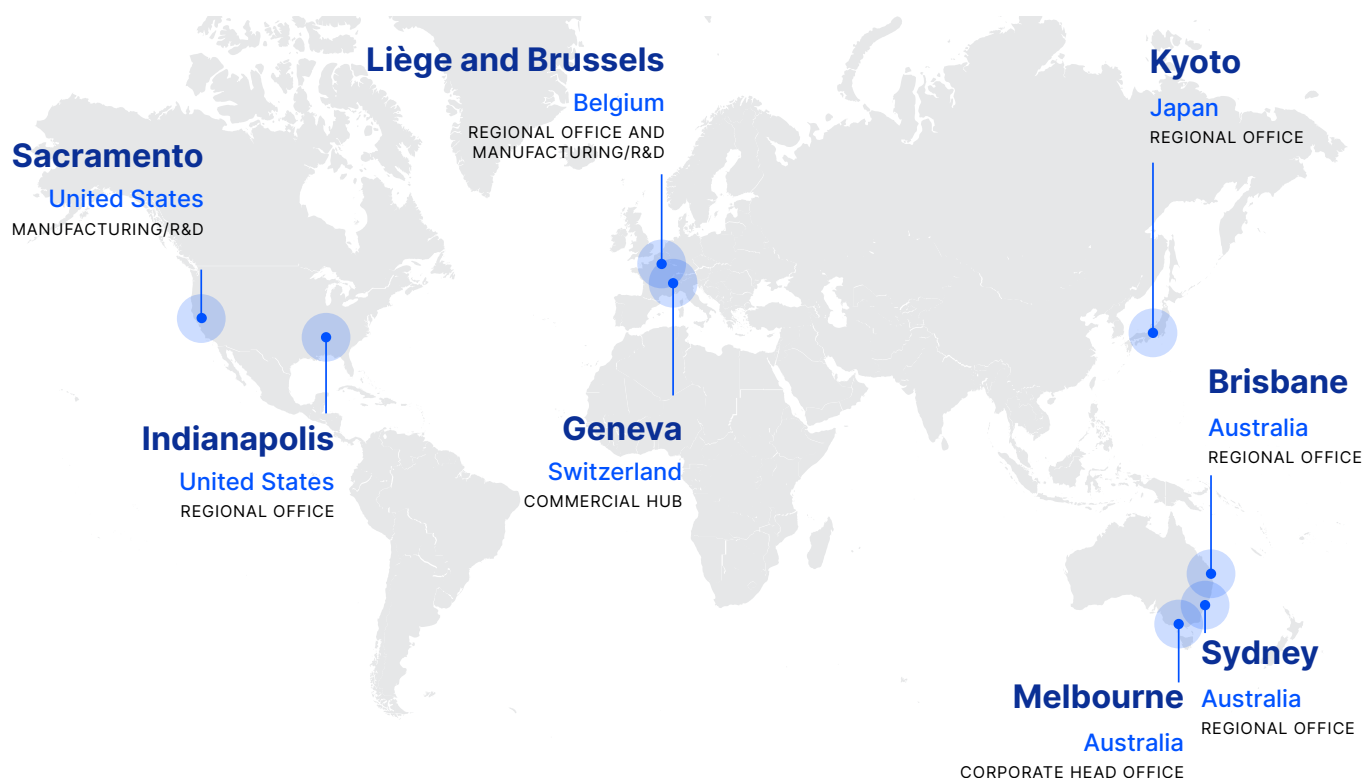 Liège and Brussels
Belgium
REGIONAL OFFICE AND
MANUFACTURING/R&D
Kyoto
Japan
REGIONAL OFFICE
Sacramento
United States
MANUFACTURING/R&D
Brisbane
Australia
REGIONAL OFFICE
Indianapolis
United States
REGIONAL OFFICE
Geneva
Switzerland
COMMERCIAL HUB
Sydney
Australia
REGIONAL OFFICE
Melbourne
Australia
CORPORATE HEAD OFFICE